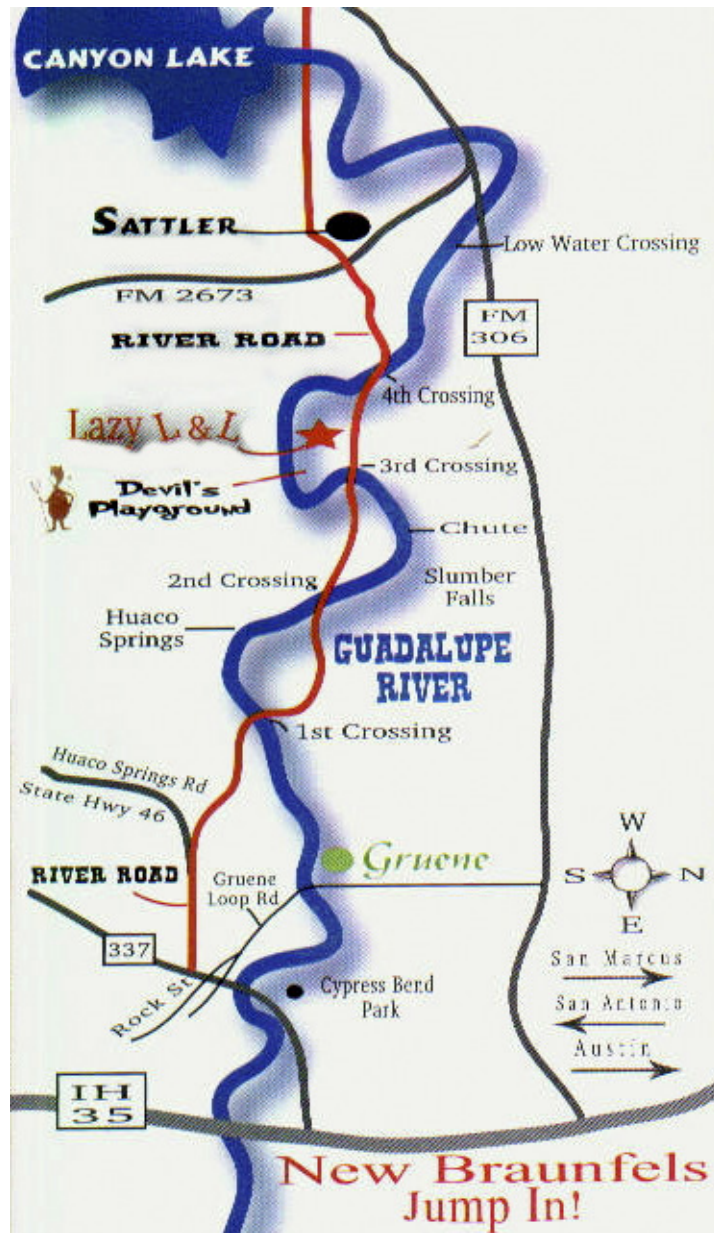 CANYON LAKE
SATTLER
Low Water Crossing
FM 2673
FM
306
RIVER ROAD
4th Crossing
Lazy L & L
3rd Crossing
Devil's
Playground
Chute
2nd Crossing
Slumber
Falls
Huaco
Springs
GUADALUPE
RIVER
1st Crossing
Huaco Springs Rd
State Hwy 46
W
Gruene
RIVER ROAD
Gruene
Loop Rd
S
N
E
337
San Marcus
Rock St
Cypress Bend
Park
San Antonio
Austin
IH
35
New Braunfels
Jump In!